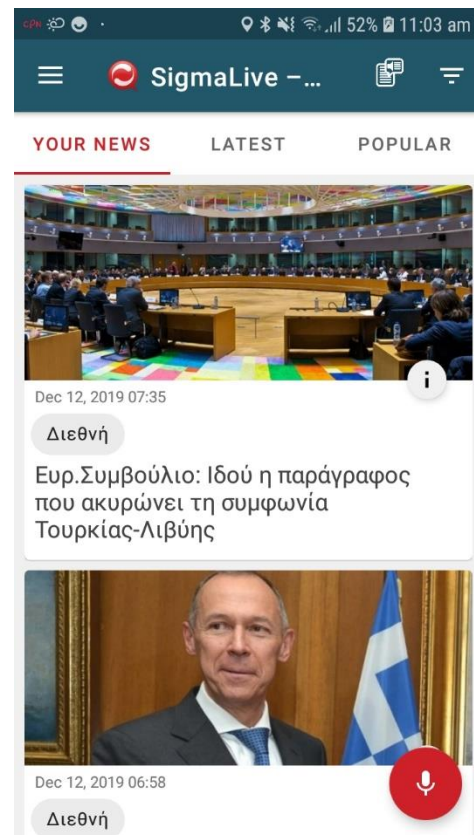 CPN
52% 11:03 am
SigmaLive –...
YOUR NEWS LATEST POPULAR
i
Dec 12, 2019 07:35
Διεθνή
Ευρ.Συμβούλιο: Ιδού η παράγραφος
που ακυρώνει τη συμφωνία
Τουρκίας-Λιβύης
Dec 12, 2019 06:58
Διεθνή